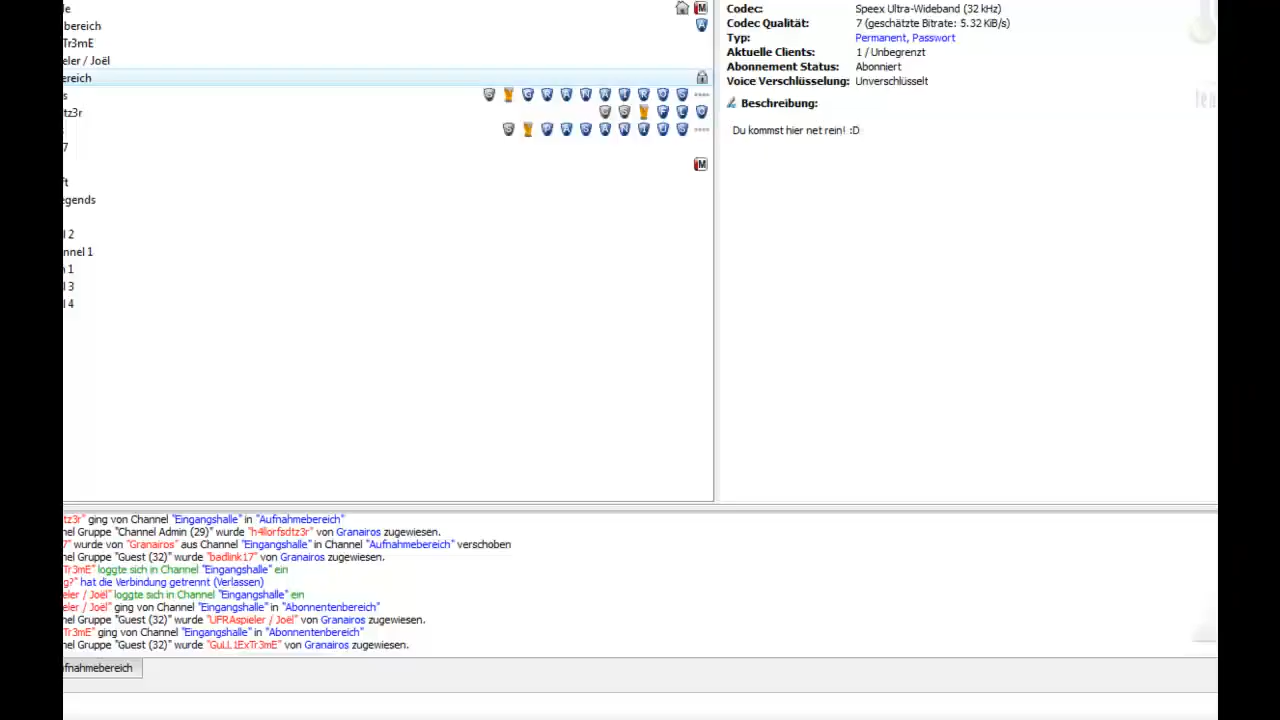 le
bereich
Tr3mE
eler / Joël
ereich
s
G R A N A I R O S
tz3r
S F L O
S P A S A N I D S
7
M
ft
egends
l 2
nnel 1
n 1
l 3
l 4
Codec: Speex Ultra-Wideband (32 kHz)
Codec Qualität: 7 (geschätzte Bitrate: 5.32 KiB/s)
Typ: Permanent, Passwort
Aktuelle Clients: 1 / Unbegrenzt
Abonnement Status: Abonniert
Voice Verschlüsselung: Unverschlüsselt
Beschreibung:
Du kommst hier net rein! :D
tz3r" ging von Channel "Eingangshalle" in "Aufnahmebereich"
nel Gruppe "Channel Admin (29)" wurde "h4llorfsdtz3r" von Granairos zugewiesen.
7" wurde von "Granairos" aus Channel "Eingangshalle" in Channel "Aufnahmebereich" verschoben
nel Gruppe "Guest (32)" wurde "badlink17" von Granairos zugewiesen.
Tr3mE" loggte sich in Channel "Eingangshalle" ein
g?" hat die Verbindung getrennt (Verlassen)
eler / Joël" loggte sich in Channel "Eingangshalle" ein
eler / Joël" ging von Channel "Eingangshalle" in "Abonnentenbereich"
nel Gruppe "Guest (32)" wurde "UFRAspieler / Joël" von Granairos zugewiesen.
Tr3mE" ging von Channel "Eingangshalle" in "Abonnentenbereich"
nel Gruppe "Guest (32)" wurde "GuLL1ExTr3mE" von Granairos zugewiesen.
ufnahmebereich